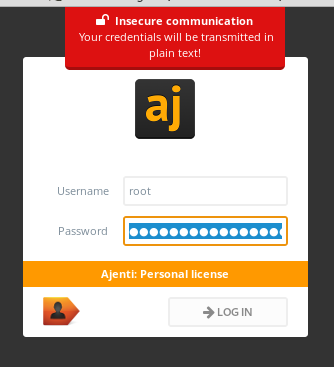 Insecure communication
Your credentials will be transmitted in
plain text!
aj
Username
root
Password
Ajenti: Personal license
LOG IN